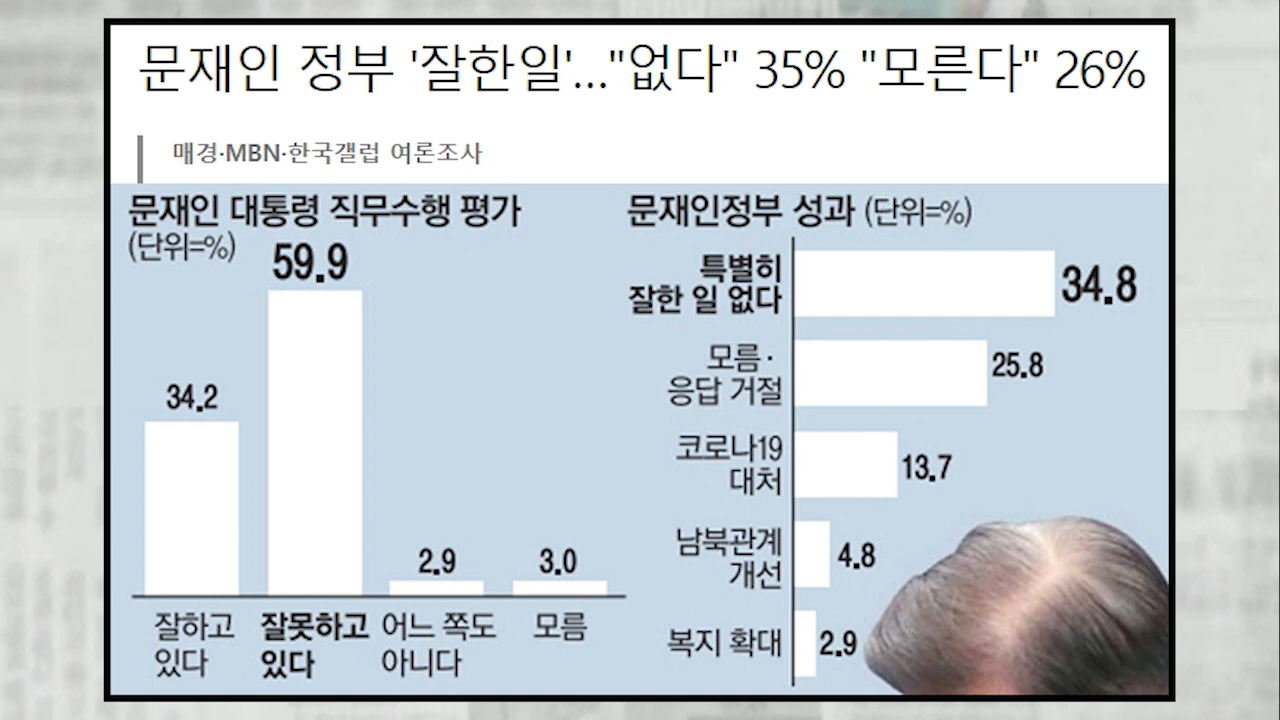 문재인 정부 '잘한일'..."없다" 35% "모른다" 26%
매경·MBN·한국갤럽 여론조사
문재인 대통령 직무수행 평가
(단위=%)
59.9
34.2
2.9
3.0
잘하고
있다
잘못하고
있다
어느 쪽도
아니다
모름
문재인정부 성과 (단위=%)
특별히
잘한 일 없다
34.8
모름·
응답 거절
25.8
코로나19
대처
13.7
남북관계
개선
4.8
복지 확대
2.9